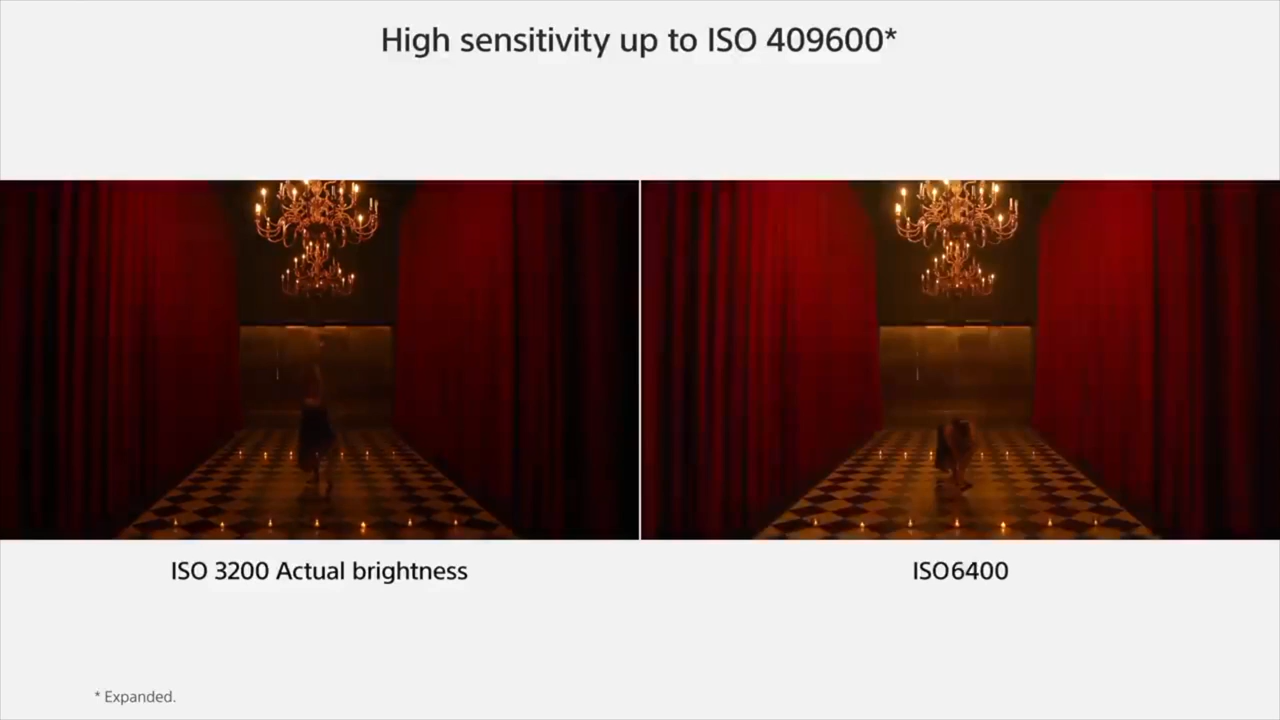 High sensitivity up to ISO 409600*
ISO 3200 Actual brightness
ISO6400
* Expanded.